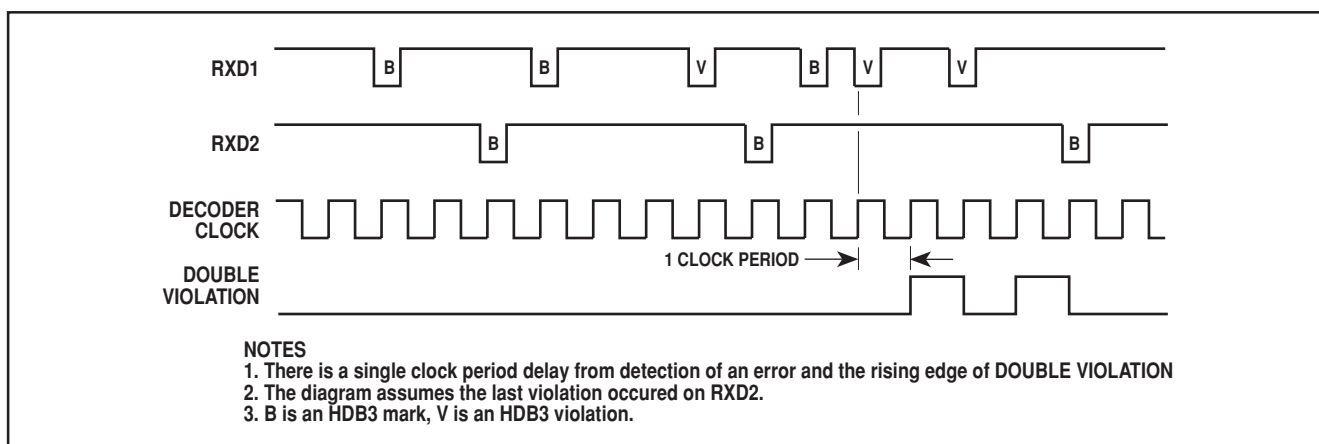 RXD1 B B V B V V
RXD2 B B B
DECODER
CLOCK
1 CLOCK PERIOD
DOUBLE
VIOLATION
NOTES
1. There is a single clock period delay from detection of an error and the rising edge of DOUBLE VIOLATION
2. The diagram assumes the last violation occured on RXD2.
3. B is an HDB3 mark, V is an HDB3 violation.